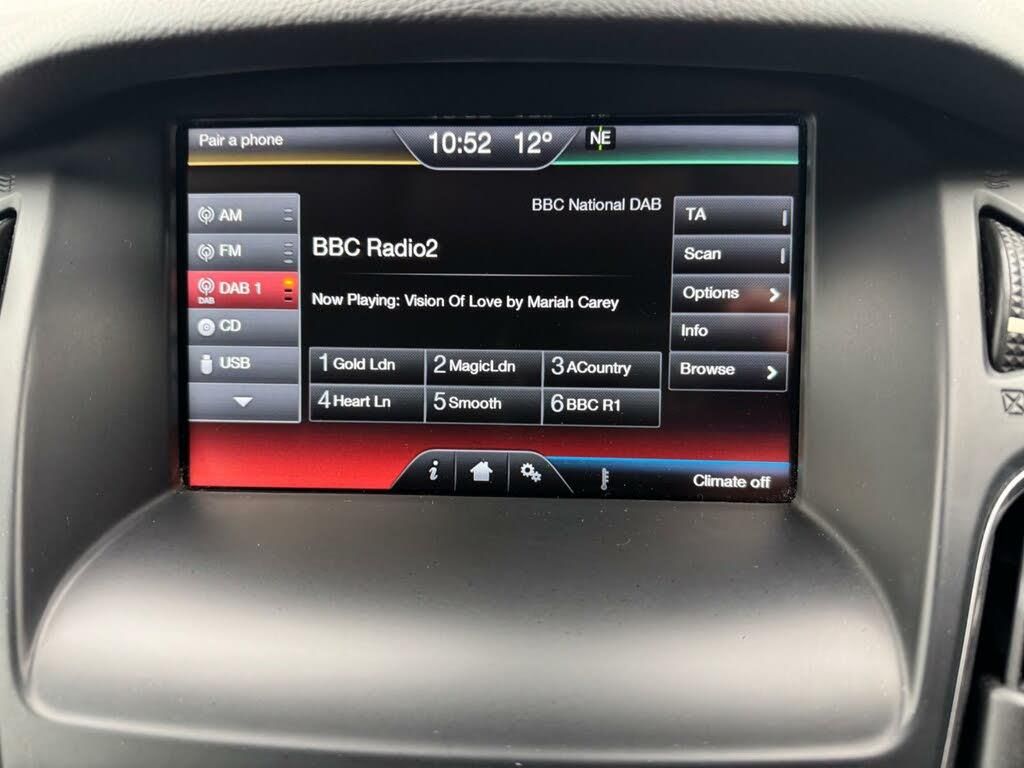 Pair a phone
10:52 12°
NE
BBC National DAB
BBC Radio2
Now Playing: Vision Of Love by Mariah Carey
AM
FM
DAB 1
DAB
CD
USB
1 Gold Ldn
2 MagicLdn
3 ACountry
4 Heart Ln
5 Smooth
6 BBC R1
TA
Scan
Options
Info
Browse
i
Climate off